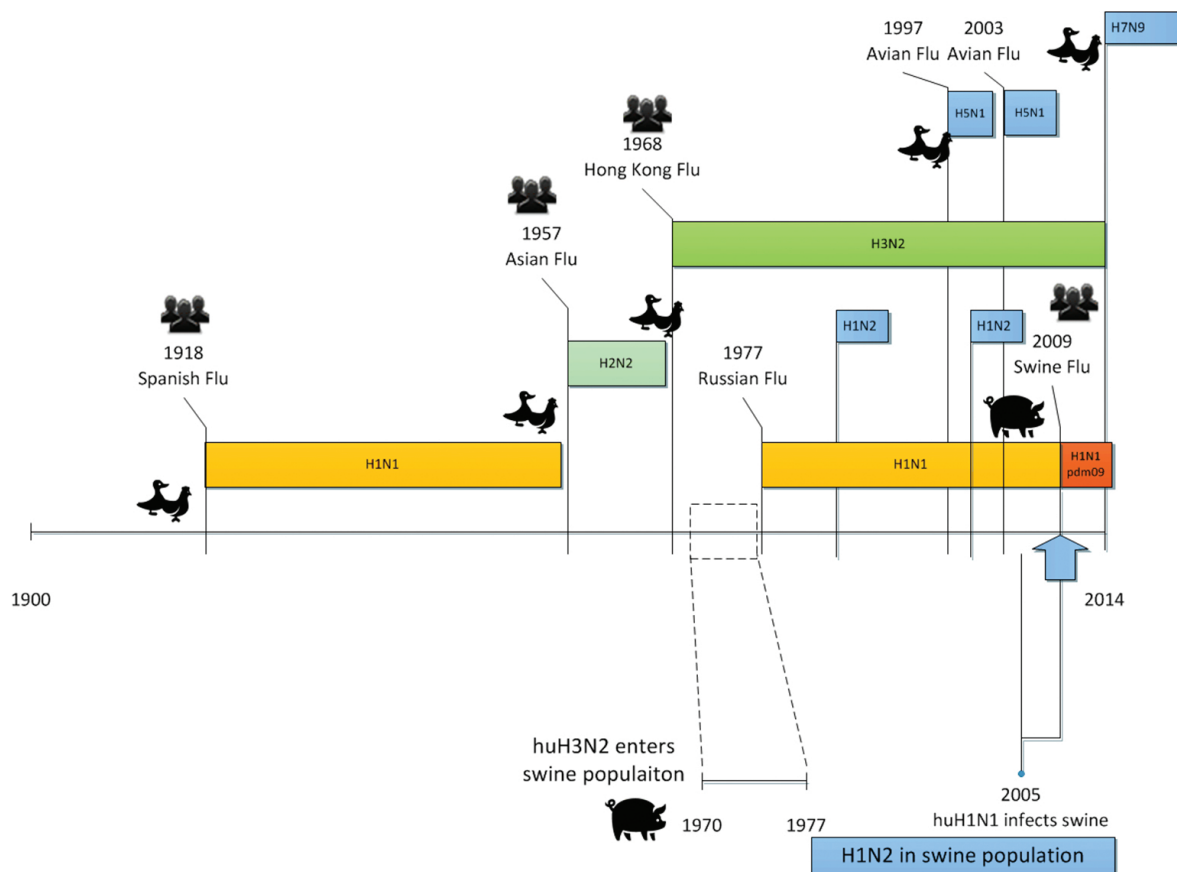 H7N9
1997
Avian Flu
2003
Avian Flu
H5N1
H5N1
1968
Hong Kong Flu
1957
Asian Flu
H3N2
1918
Spanish Flu
H2N2
1977
Russian Flu
H1N2
H1N2
2009
Swine Flu
H1N1
H1N1
H1N1
pdm09
1900
2014
huH3N2 enters
swine populaiton
1970
1977
2005
huH1N1 infects swine
H1N2 in swine population